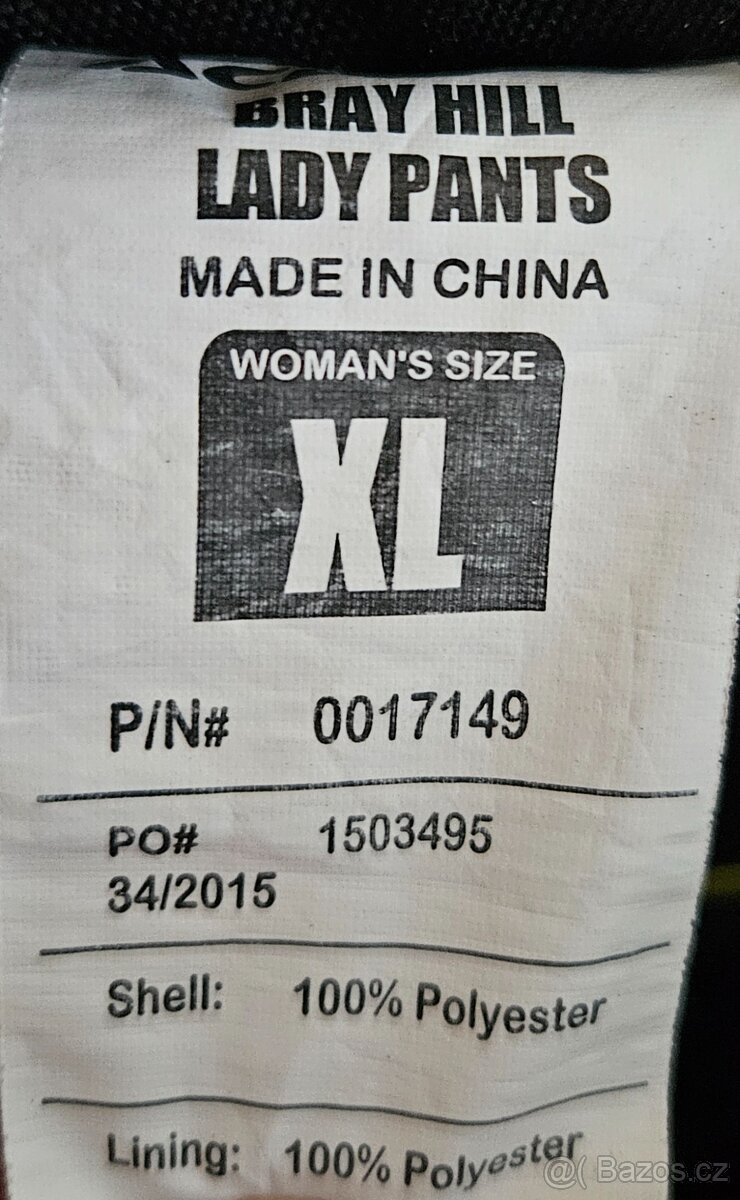 BRAY HILL
LADY PANTS
MADE IN CHINA
WOMAN'S SIZE
XL
P/N# 0017149
PO# 1503495
34/2015
Shell: 100% Polyester
Lining: 100% Polyester
@( Bazos.cz